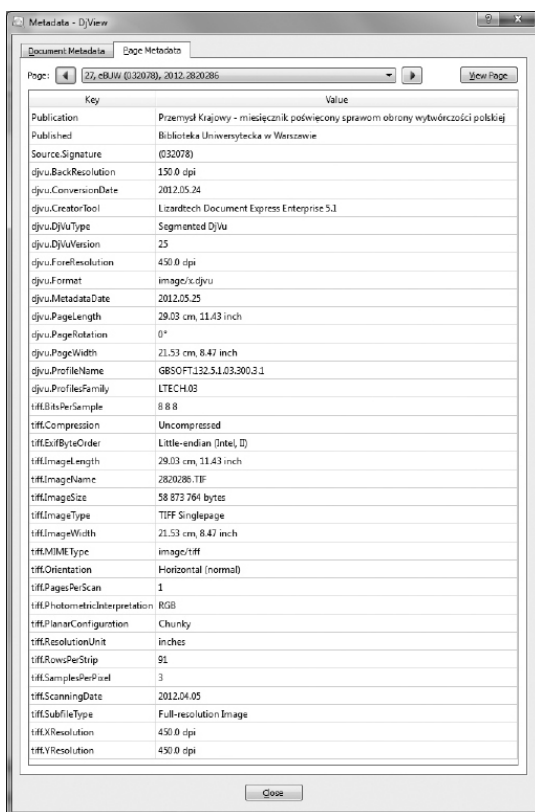 Metadata - DjView
Document Metadata Page Metadata
Page: 27, eBUW (032078), 2012.2820286 View Page
Key Value
Publication Przemysł Krajowy - miesięcznik poświęcony sprawom obrony wytwórczości polskiej
Published Biblioteka Uniwersytecka w Warszawie
Source.Signature (032078)
djvu.BackResolution 150.0 dpi
djvu.ConversionDate 2012.05.24
djvu.CreatorTool Lizardtech Document Express Enterprise 5.1
djvu.DjVuType Segmented DjVu
djvu.DjVuVersion 25
djvu.ForeResolution 450.0 dpi
djvu.Format image/x.djvu
djvu.MetadataDate 2012.05.25
djvu.PageLength 29.03 cm, 11.43 inch
djvu.PageRotation 0°
djvu.PageWidth 21.53 cm, 8.47 inch
djvu.ProfileName GBSOFT.132.5.1.03.300.3.1
djvu.ProfilesFamily LTECH.03
tiff.BitsPerSample 8 8 8
tiff.Compression Uncompressed
tiff.ExifByteOrder Little-endian (Intel, II)
tiff.ImageLength 29.03 cm, 11.43 inch
tiff.ImageName 2820286.TIF
tiff.ImageSize 58 873 764 bytes
tiff.ImageType TIFF Singlepage
tiff.ImageWidth 21.53 cm, 8.47 inch
tiff.MIMEType image/tiff
tiff.Orientation Horizontal (normal)
tiff.PagesPerScan 1
tiff.PhotometricInterpretation RGB
tiff.PlanarConfiguration Chunky
tiff.ResolutionUnit inches
tiff.RowsPerStrip 91
tiff.SamplesPerPixel 3
tiff.ScanningDate 2012.04.05
tiff.SubfileType Full-resolution Image
tiff.XResolution 450.0 dpi
tiff.YResolution 450.0 dpi
Close